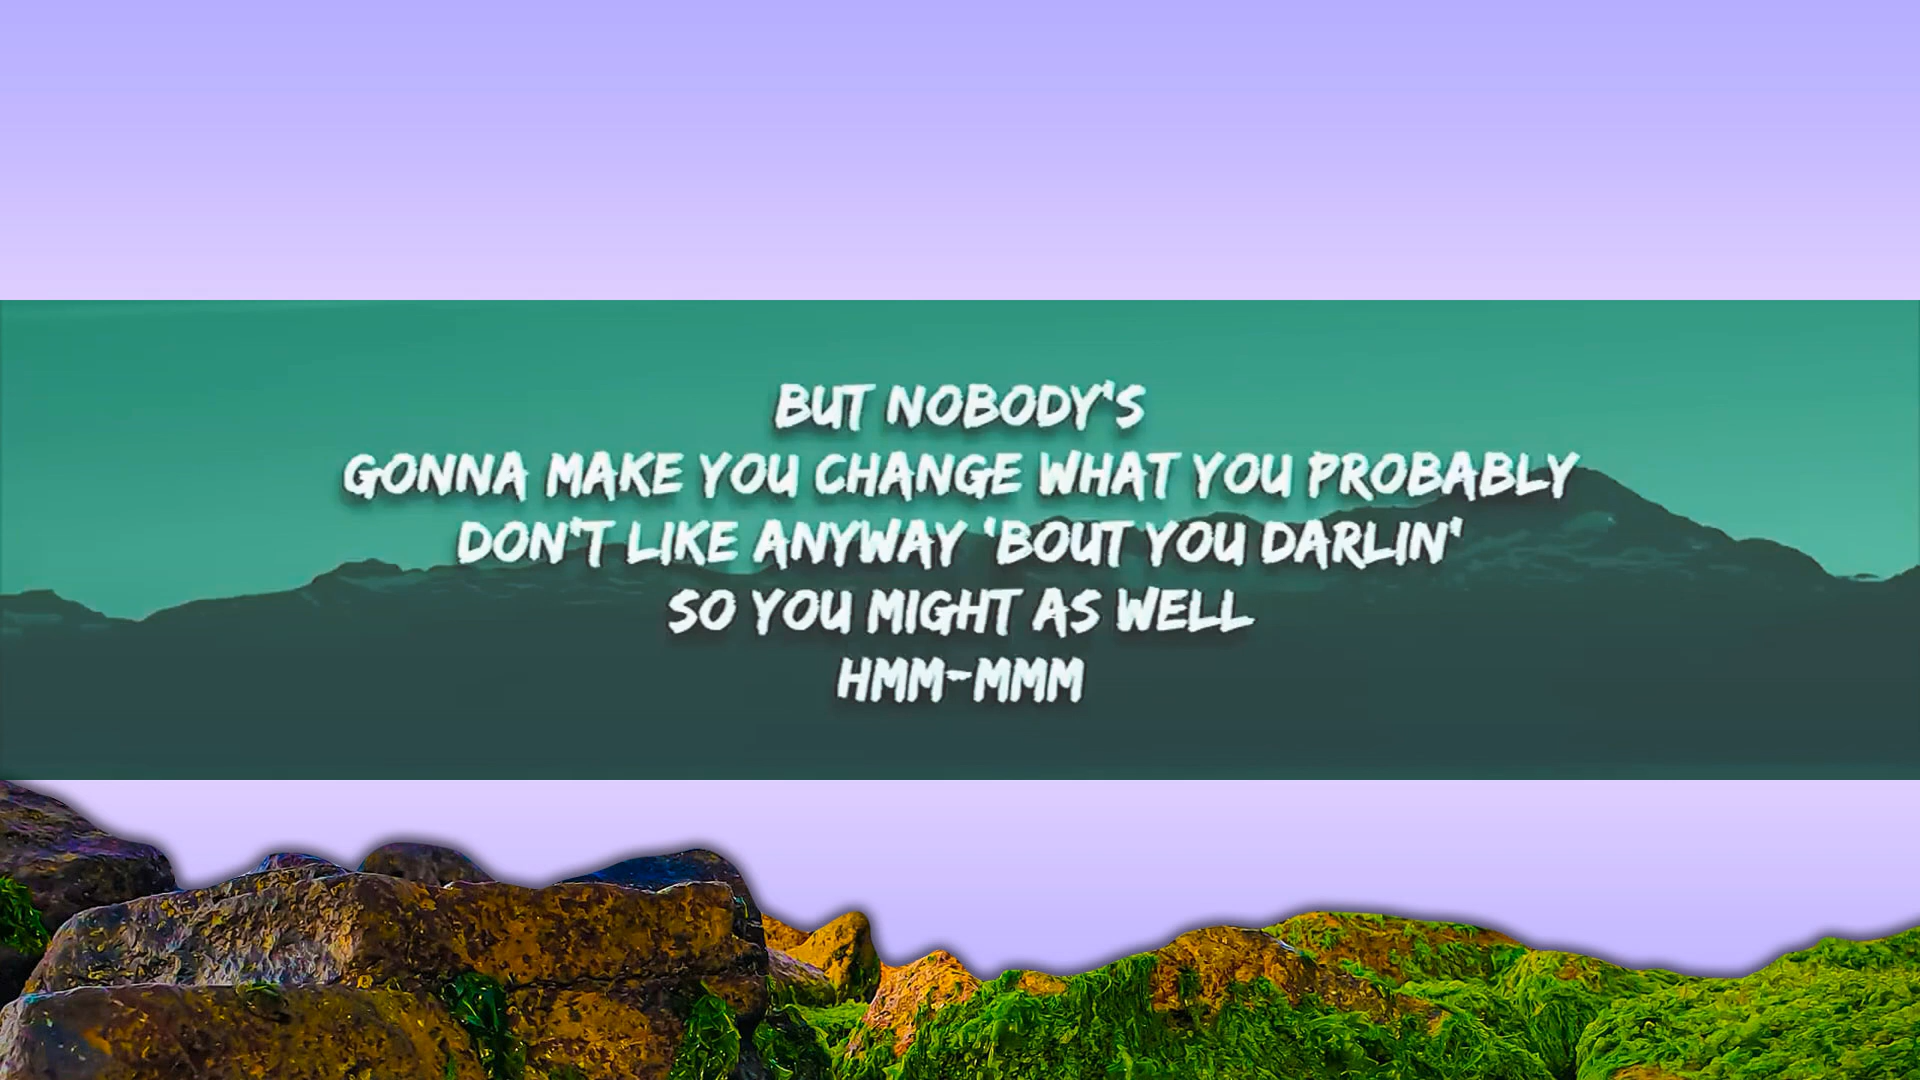 BUT NOBODY'S
GONNA MAKE YOU CHANGE WHAT YOU PROBABLY
DON'T LIKE ANYWAY 'BOUT YOU DARLIN'
SO YOU MIGHT AS WELL
HMM-MMM